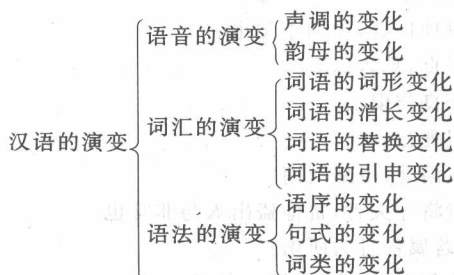 汉语的演变
语音的演变
声调的变化
韵母的变化
词汇的演变
词语的词形变化
词语的消长变化
词语的替换变化
词语的引申变化
语法的演变
语序的变化
句式的变化
词类的变化